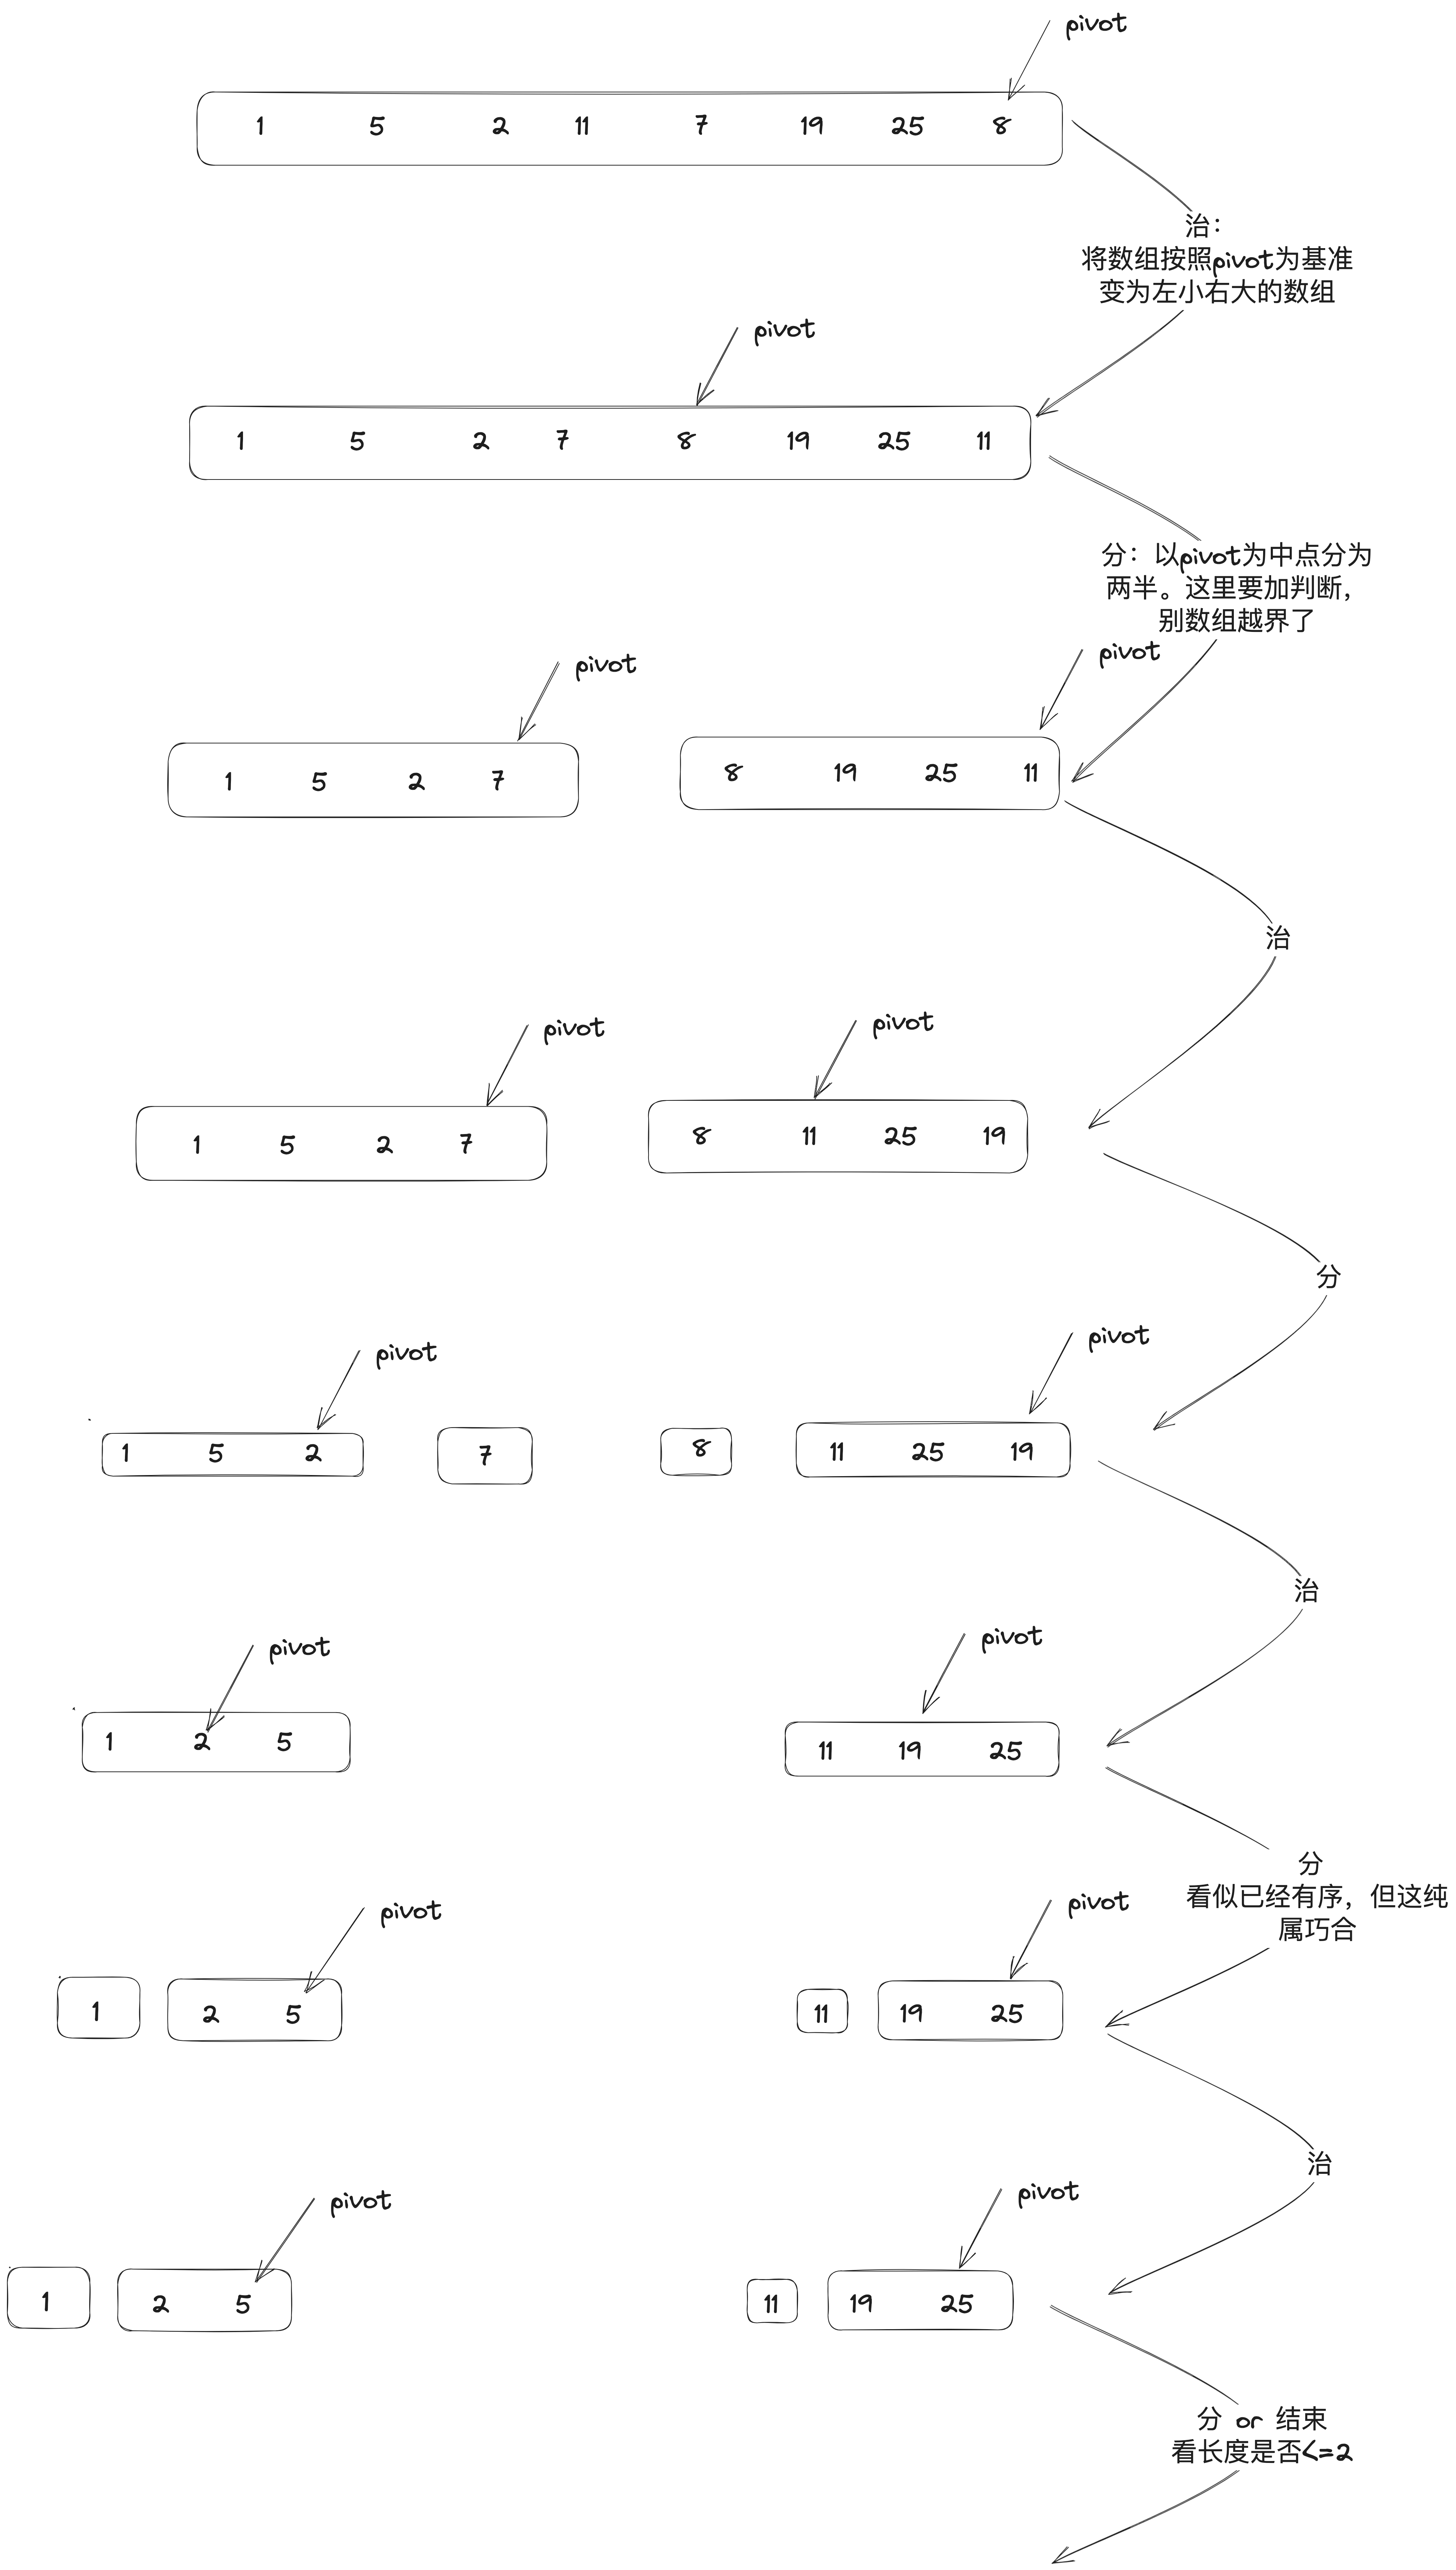 pivot
1 5 2 11 7 19 25 8
治：
将数组按照pivot为基准
变为左小右大的数组
pivot
1 5 2 7 8 19 25 11
分：以pivot为中点分为
两半。这里要加判断，
别数组越界了
pivot
pivot
1 5 2 7
8 19 25 11
治
pivot
pivot
1 5 2 7
8 11 25 19
分
pivot
pivot
1 5 2
7
8
11 25 19
治
pivot
pivot
1 2 5
11 19 25
分
看似已经有序，但这纯
属巧合
pivot
pivot
1
2 5
11
19 25
治
pivot
pivot
1
2 5
11
19 25
分 or 结束
看长度是否<=2